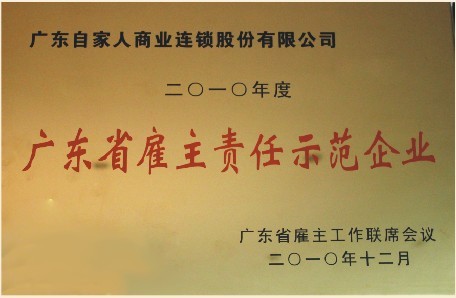 广东自家人商业连锁股份有限公司
二〇一〇年度
广东省雇主责任示范企业
广东省雇主工作联席会议
二〇一〇年十二月